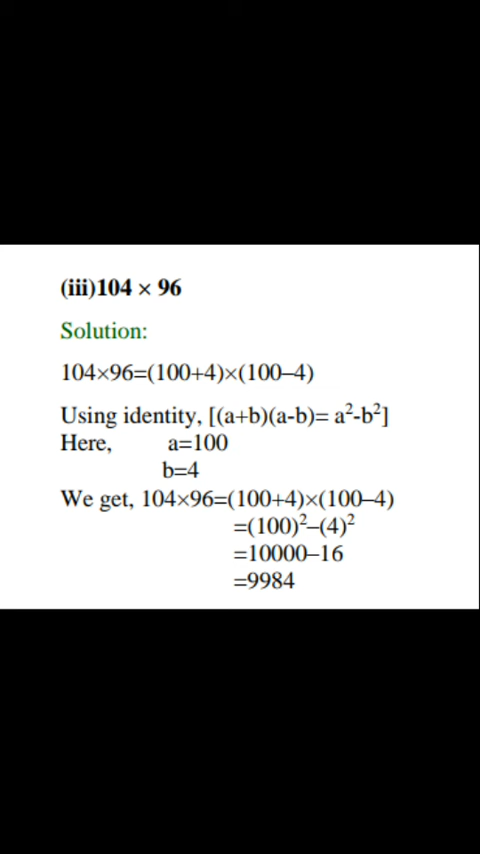 (iii)104 × 96
Solution:
104×96=(100+4)×(100–4)
Using identity, [(a+b)(a-b)= a²-b²]
Here, a=100
b=4
We get, 104×96=(100+4)×(100–4)
=(100)²–(4)²
=10000–16
=9984